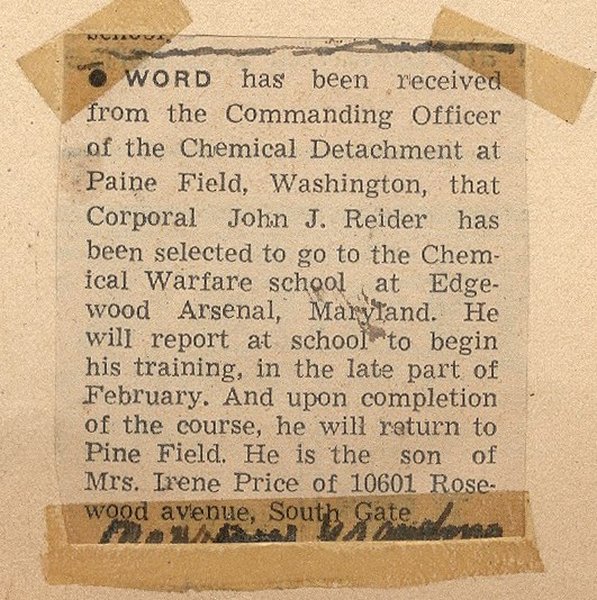 school.
● WORD has been received
from the Commanding Officer
of the Chemical Detachment at
Paine Field, Washington, that
Corporal John J. Reider has
been selected to go to the Chem-
ical Warfare school at Edge-
wood Arsenal, Maryland. He
will report at school to begin
his training, in the late part of
February. And upon completion
of the course, he will return to
Pine Field. He is the son of
Mrs. Irene Price of 10601 Rose-
wood avenue, South Gate